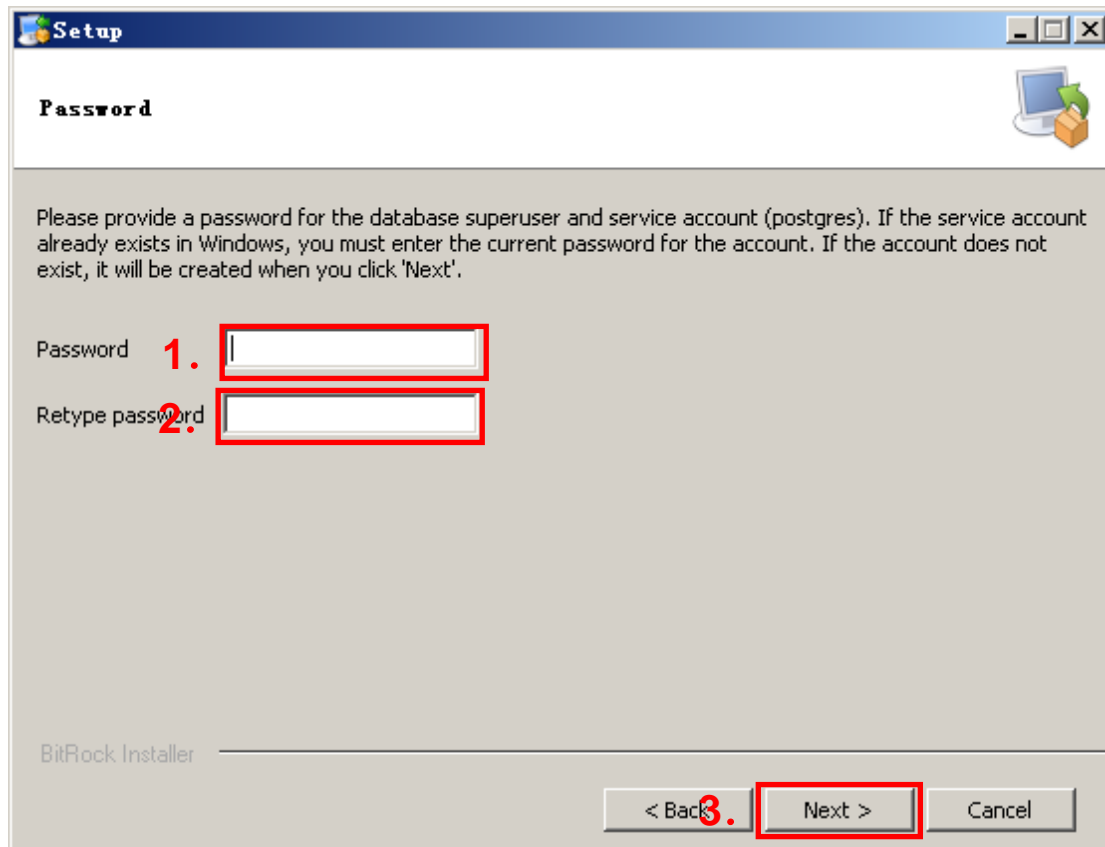 Setup
Password
Please provide a password for the database superuser and service account (postgres). If the service account
already exists in Windows, you must enter the current password for the account. If the account does not
exist, it will be created when you click 'Next'.
Password 1.
Retype password 2.
BitRock Installer
< Back 3. Next > Cancel